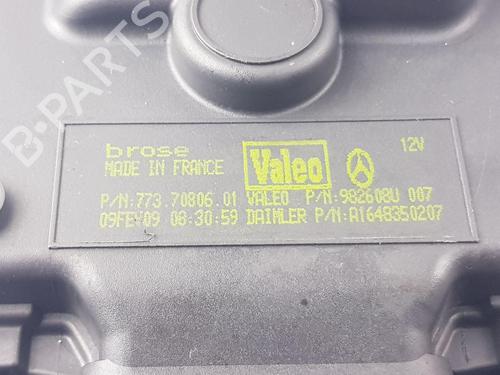 B-PARTS
brose
MADE IN FRANCE
Valeo
12V
P/N:773.70806.01 VALEO P/N:982608U 007
09FEV09 08:30:59 DAIMLER P/N:A1648350207